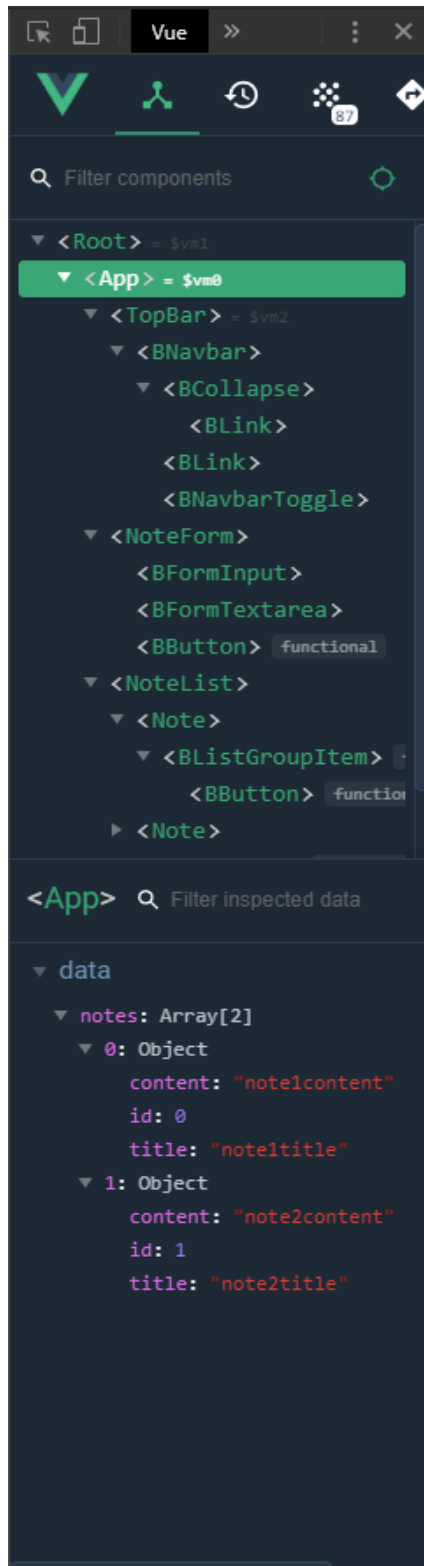 Vue »
87
Filter components
<Root> = $vm1
<App> = $vm0
<TopBar> = $vm2
<BNavbar>
<BCollapse>
<BLink>
<BLink>
<BNavbarToggle>
<NoteForm>
<BFormInput>
<BFormTextarea>
<BButton> functional
<NoteList>
<Note>
<BListGroupItem>
<BButton> function
<Note>
<App> Filter inspected data
data
notes: Array[2]
0: Object
content: "note1content"
id: 0
title: "note1title"
1: Object
content: "note2content"
id: 1
title: "note2title"